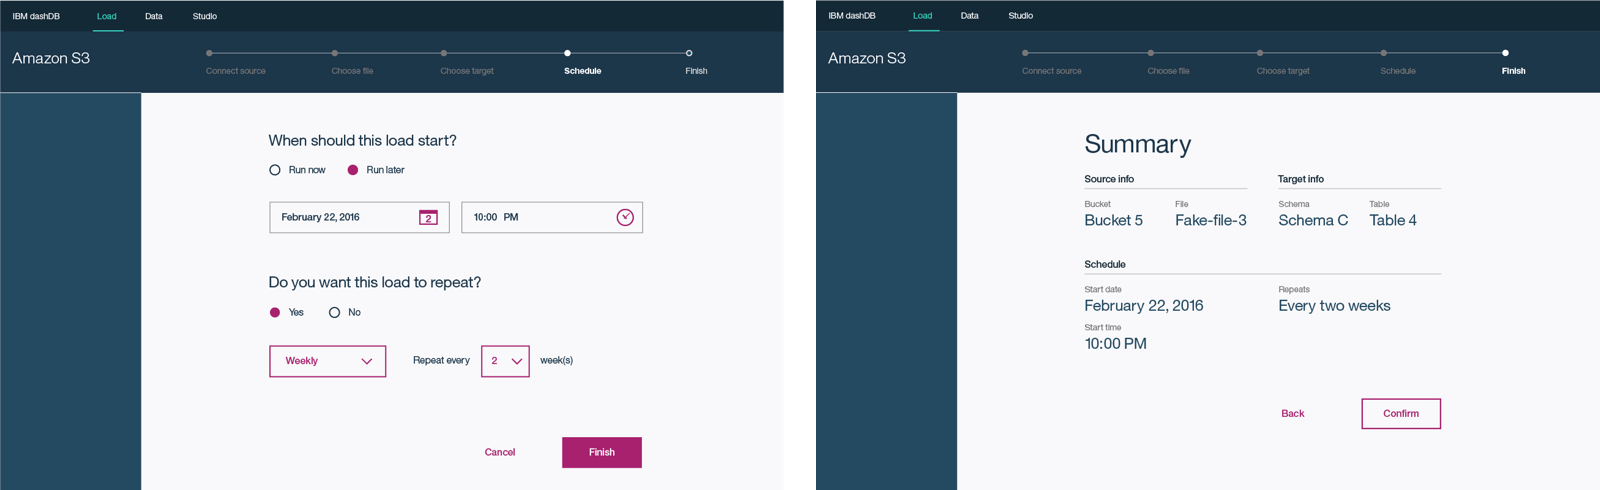 IBM dashDB Load Data Studio
Amazon S3
Connect source Choose file Choose target Schedule Finish
When should this load start?
Run now Run later
February 22, 2016 2 10:00 PM
Do you want this load to repeat?
Yes No
Weekly Repeat every 2 week(s)
Cancel Finish
IBM dashDB Load Data Studio
Amazon S3
Connect source Choose file Choose target Schedule Finish
Summary
Source info Target info
Bucket File Schema Table
Bucket 5 Fake-file-3 Schema C Table 4
Schedule
Start date Repeats
February 22, 2016 Every two weeks
Start time
10:00 PM
Back Confirm